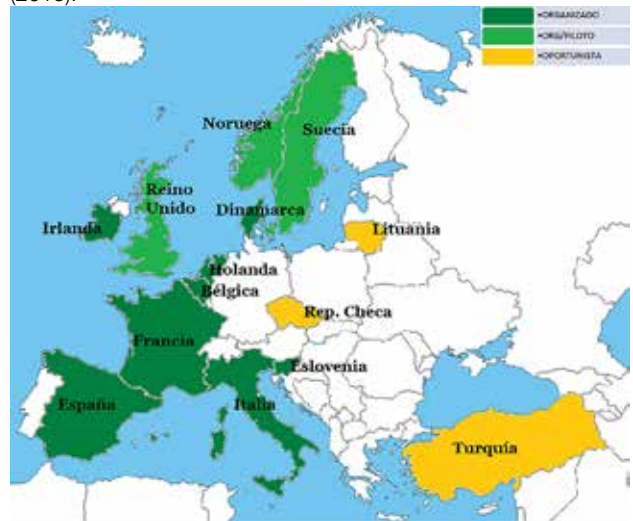 (2013).
•ORGANIZADO
•ORG/PILOTO
•OPORTUNISTA
Noruega
Suecia
Reino
Unido
Dinamarca
Irlanda
Lituania
Holanda
Bélgica
Rep. Checa
Francia
Eslovenia
España
Italia
Turquía